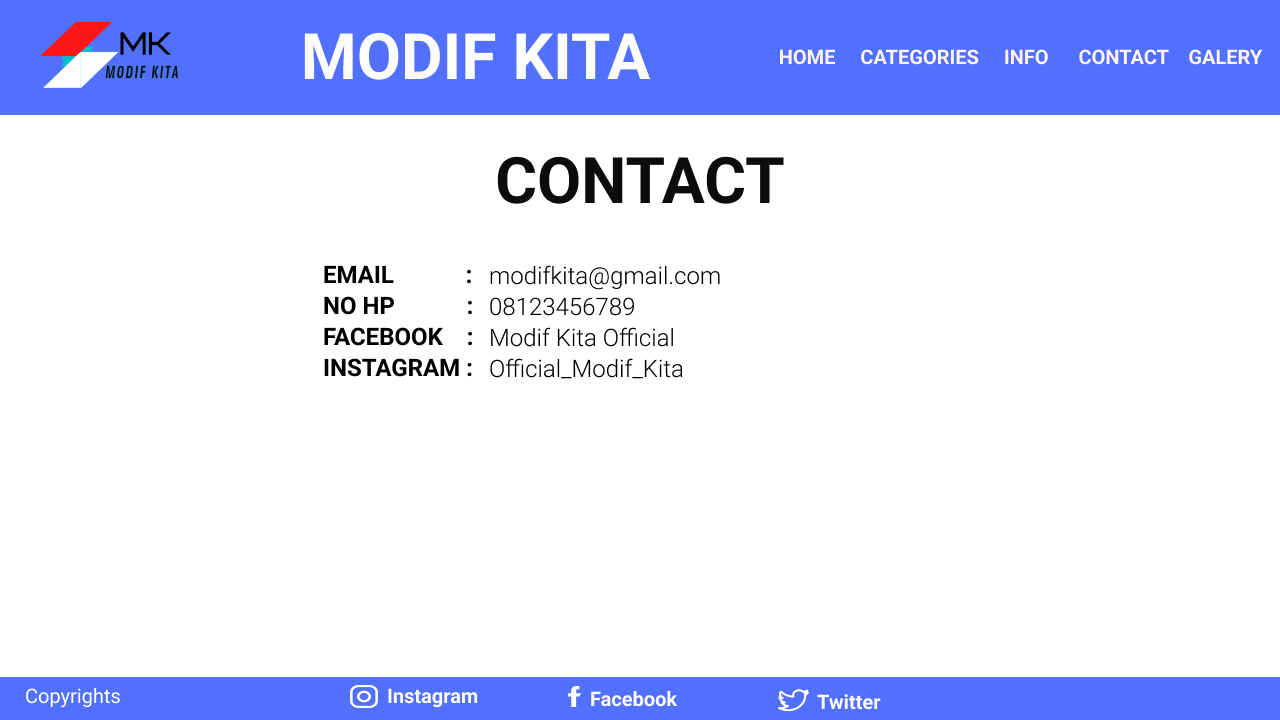 MK
MODIF KITA
MODIF KITA
HOME CATEGORIES INFO CONTACT GALERY
CONTACT
EMAIL : modifkita@gmail.com
NO HP : 08123456789
FACEBOOK : Modif Kita Official
INSTAGRAM : Official_Modif_Kita
Copyrights Instagram Facebook Twitter